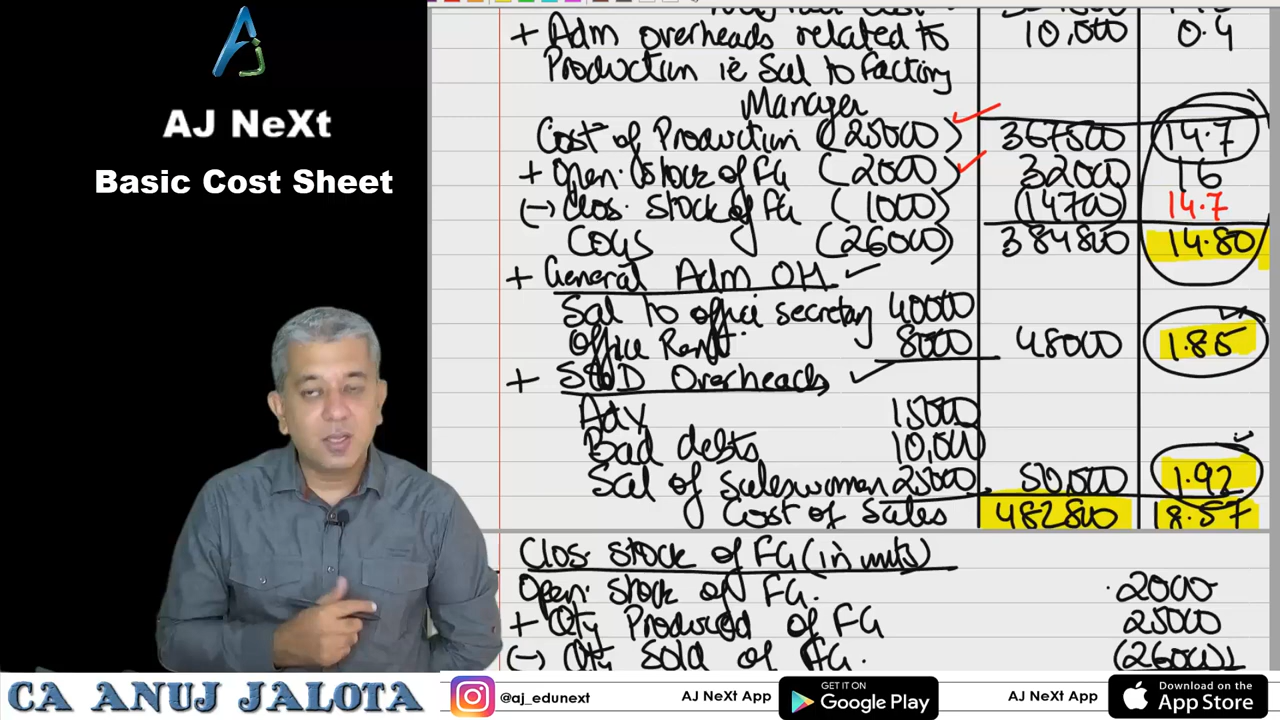 AJ NeXt
Basic Cost Sheet
+ Adm overheads related to 10,000 0.4
Production ie Sal to Factory
Manager
Cost of Production (25000) 367500 14.7
+ Open. Stock of FG (2000) 32000 16
(-) Clos. Stock of FG (1000) (14700) 14.7
COGS (26000) 384800 14.80
+ General Adm OH
Sal to office secretary 40000
Office Rent 8000 48000 1.85
+ S&D Overheads
Adv 15000
Bad debts 10,000
Sal of Saleswoman 25000 50,000 1.92
Cost of Sales 482800 18.57
Clos. stock of FG (in units)
Open. Stock of FG. 2000
+ Qty Produced of FG 25000
(-) Qty Sold of FG. (26000)
CA ANUJ JALOTA
@aj_edunext
AJ NeXt App
GET IT ON
Google Play
AJ NeXt App
Download on the
App Store